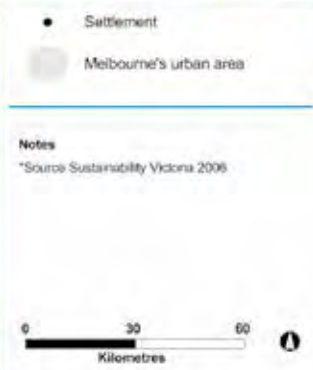 Settlement
Melbourne's urban area
Notes
*Source Sustainability Victoria 2006
0 30 60
Kilometres